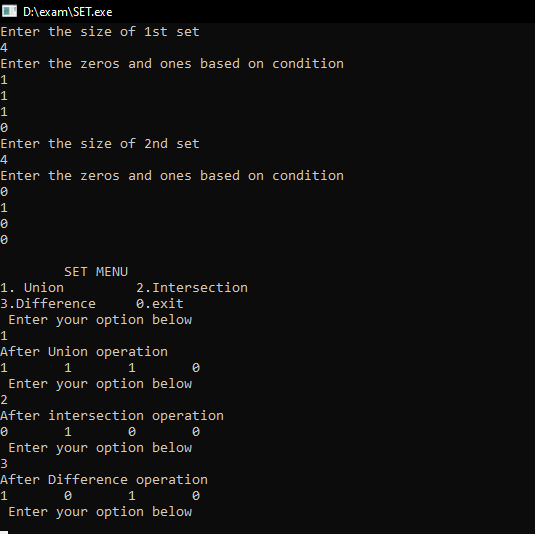 D:\exam\SET.exe
Enter the size of 1st set
4
Enter the zeros and ones based on condition
1
1
1
0
Enter the size of 2nd set
4
Enter the zeros and ones based on condition
0
1
0
0
SET MENU
1. Union 2.Intersection
3.Difference 0.exit
Enter your option below
1
After Union operation
1 1 1 0
Enter your option below
2
After intersection operation
0 1 0 0
Enter your option below
3
After Difference operation
1 0 1 0
Enter your option below